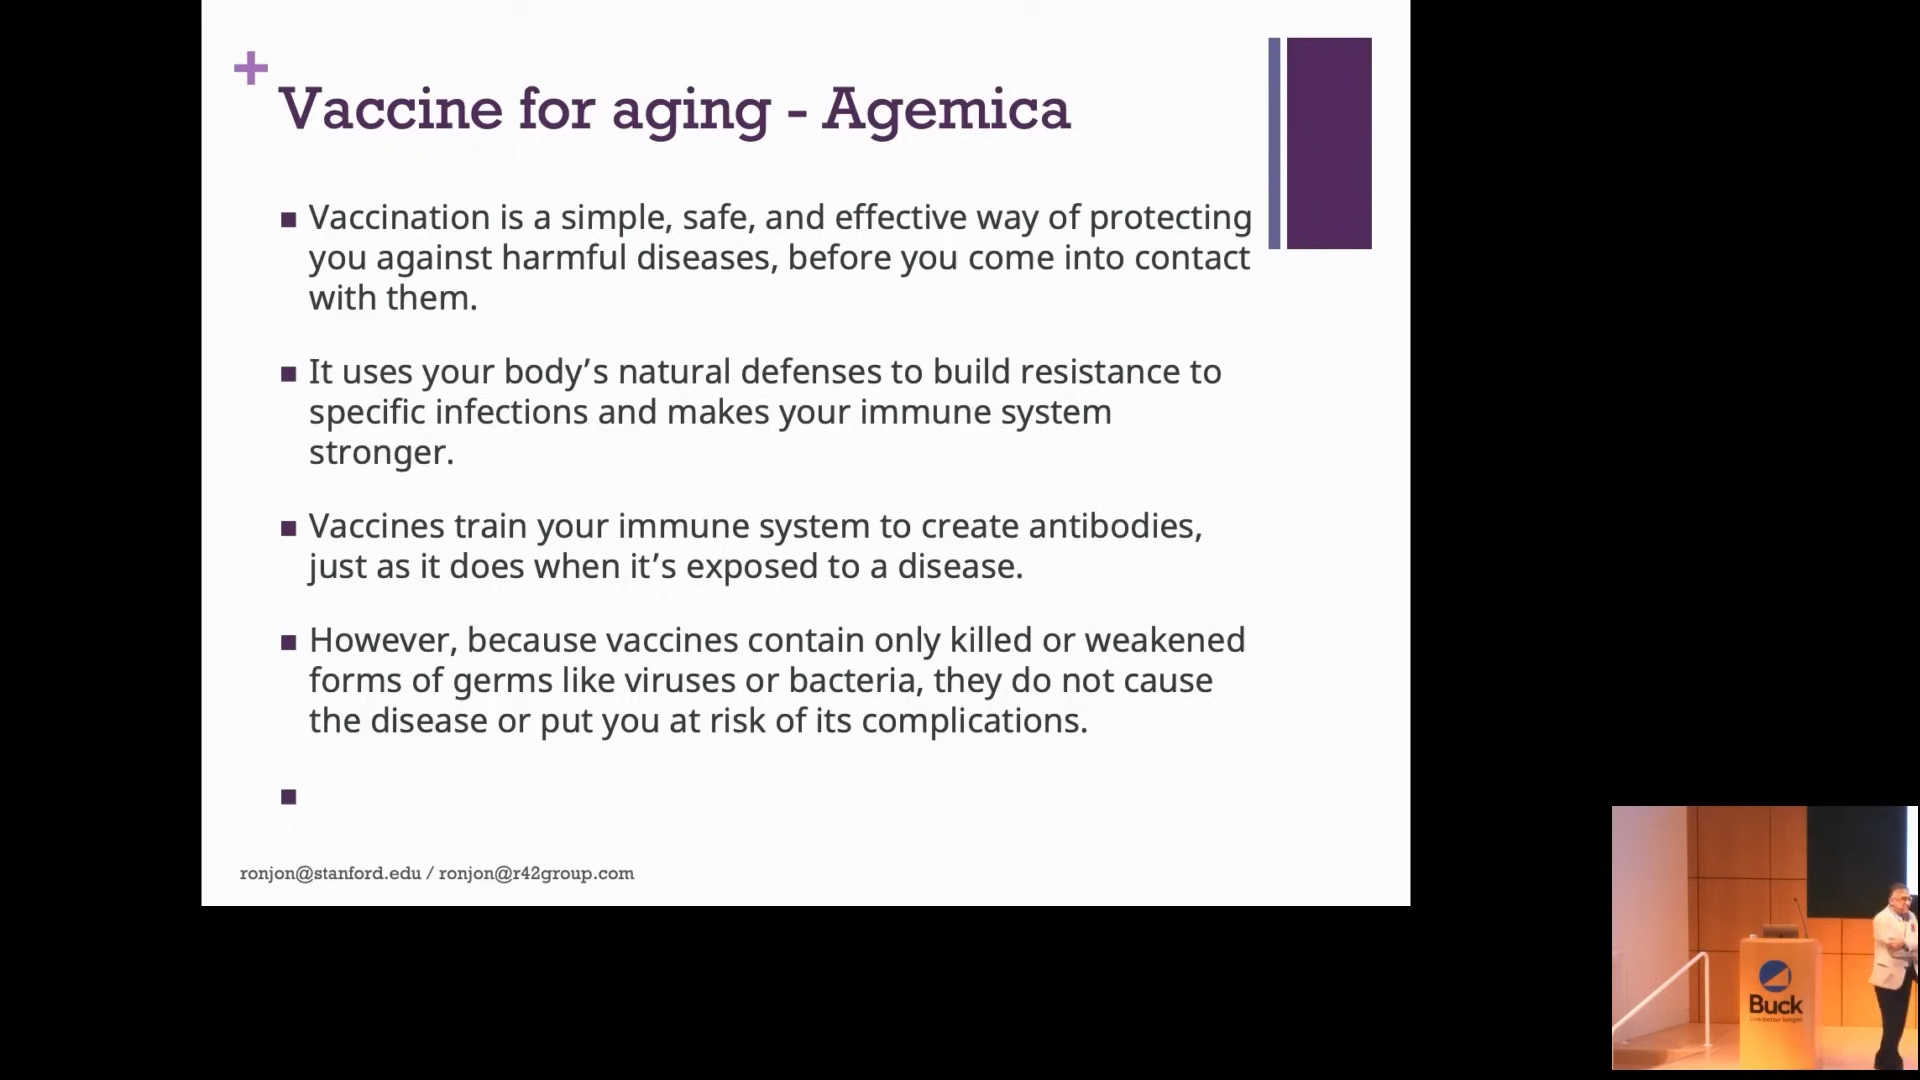 +
Vaccine for aging - Agemica
Vaccination is a simple, safe, and effective way of protecting
you against harmful diseases, before you come into contact
with them.
It uses your body’s natural defenses to build resistance to
specific infections and makes your immune system
stronger.
Vaccines train your immune system to create antibodies,
just as it does when it’s exposed to a disease.
However, because vaccines contain only killed or weakened
forms of germs like viruses or bacteria, they do not cause
the disease or put you at risk of its complications.
ronjon@stanford.edu / ronjon@r42group.com
Buck
Live better longer